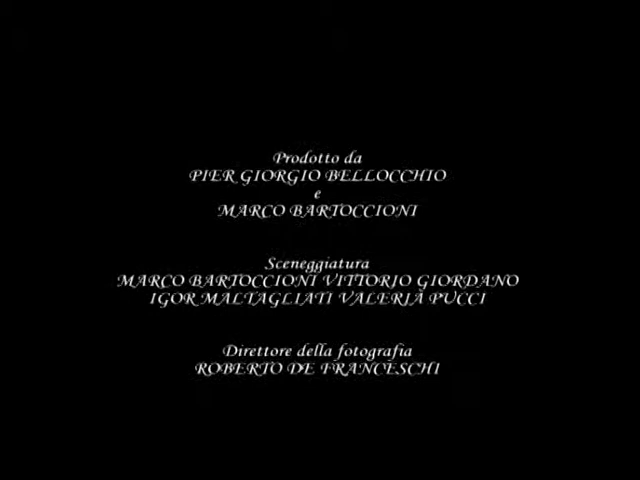 Prodotto da
PIER GIORGIO BELLOCCHIO
e
MARCO BARTOCCIONI
Sceneggiatura
MARCO BARTOCCIONI VITTORIO GIORDANO
IGOR MALTAGLIATI VALERIA PUCCI
Direttore della fotografia
ROBERTO DE FRANCESCHI